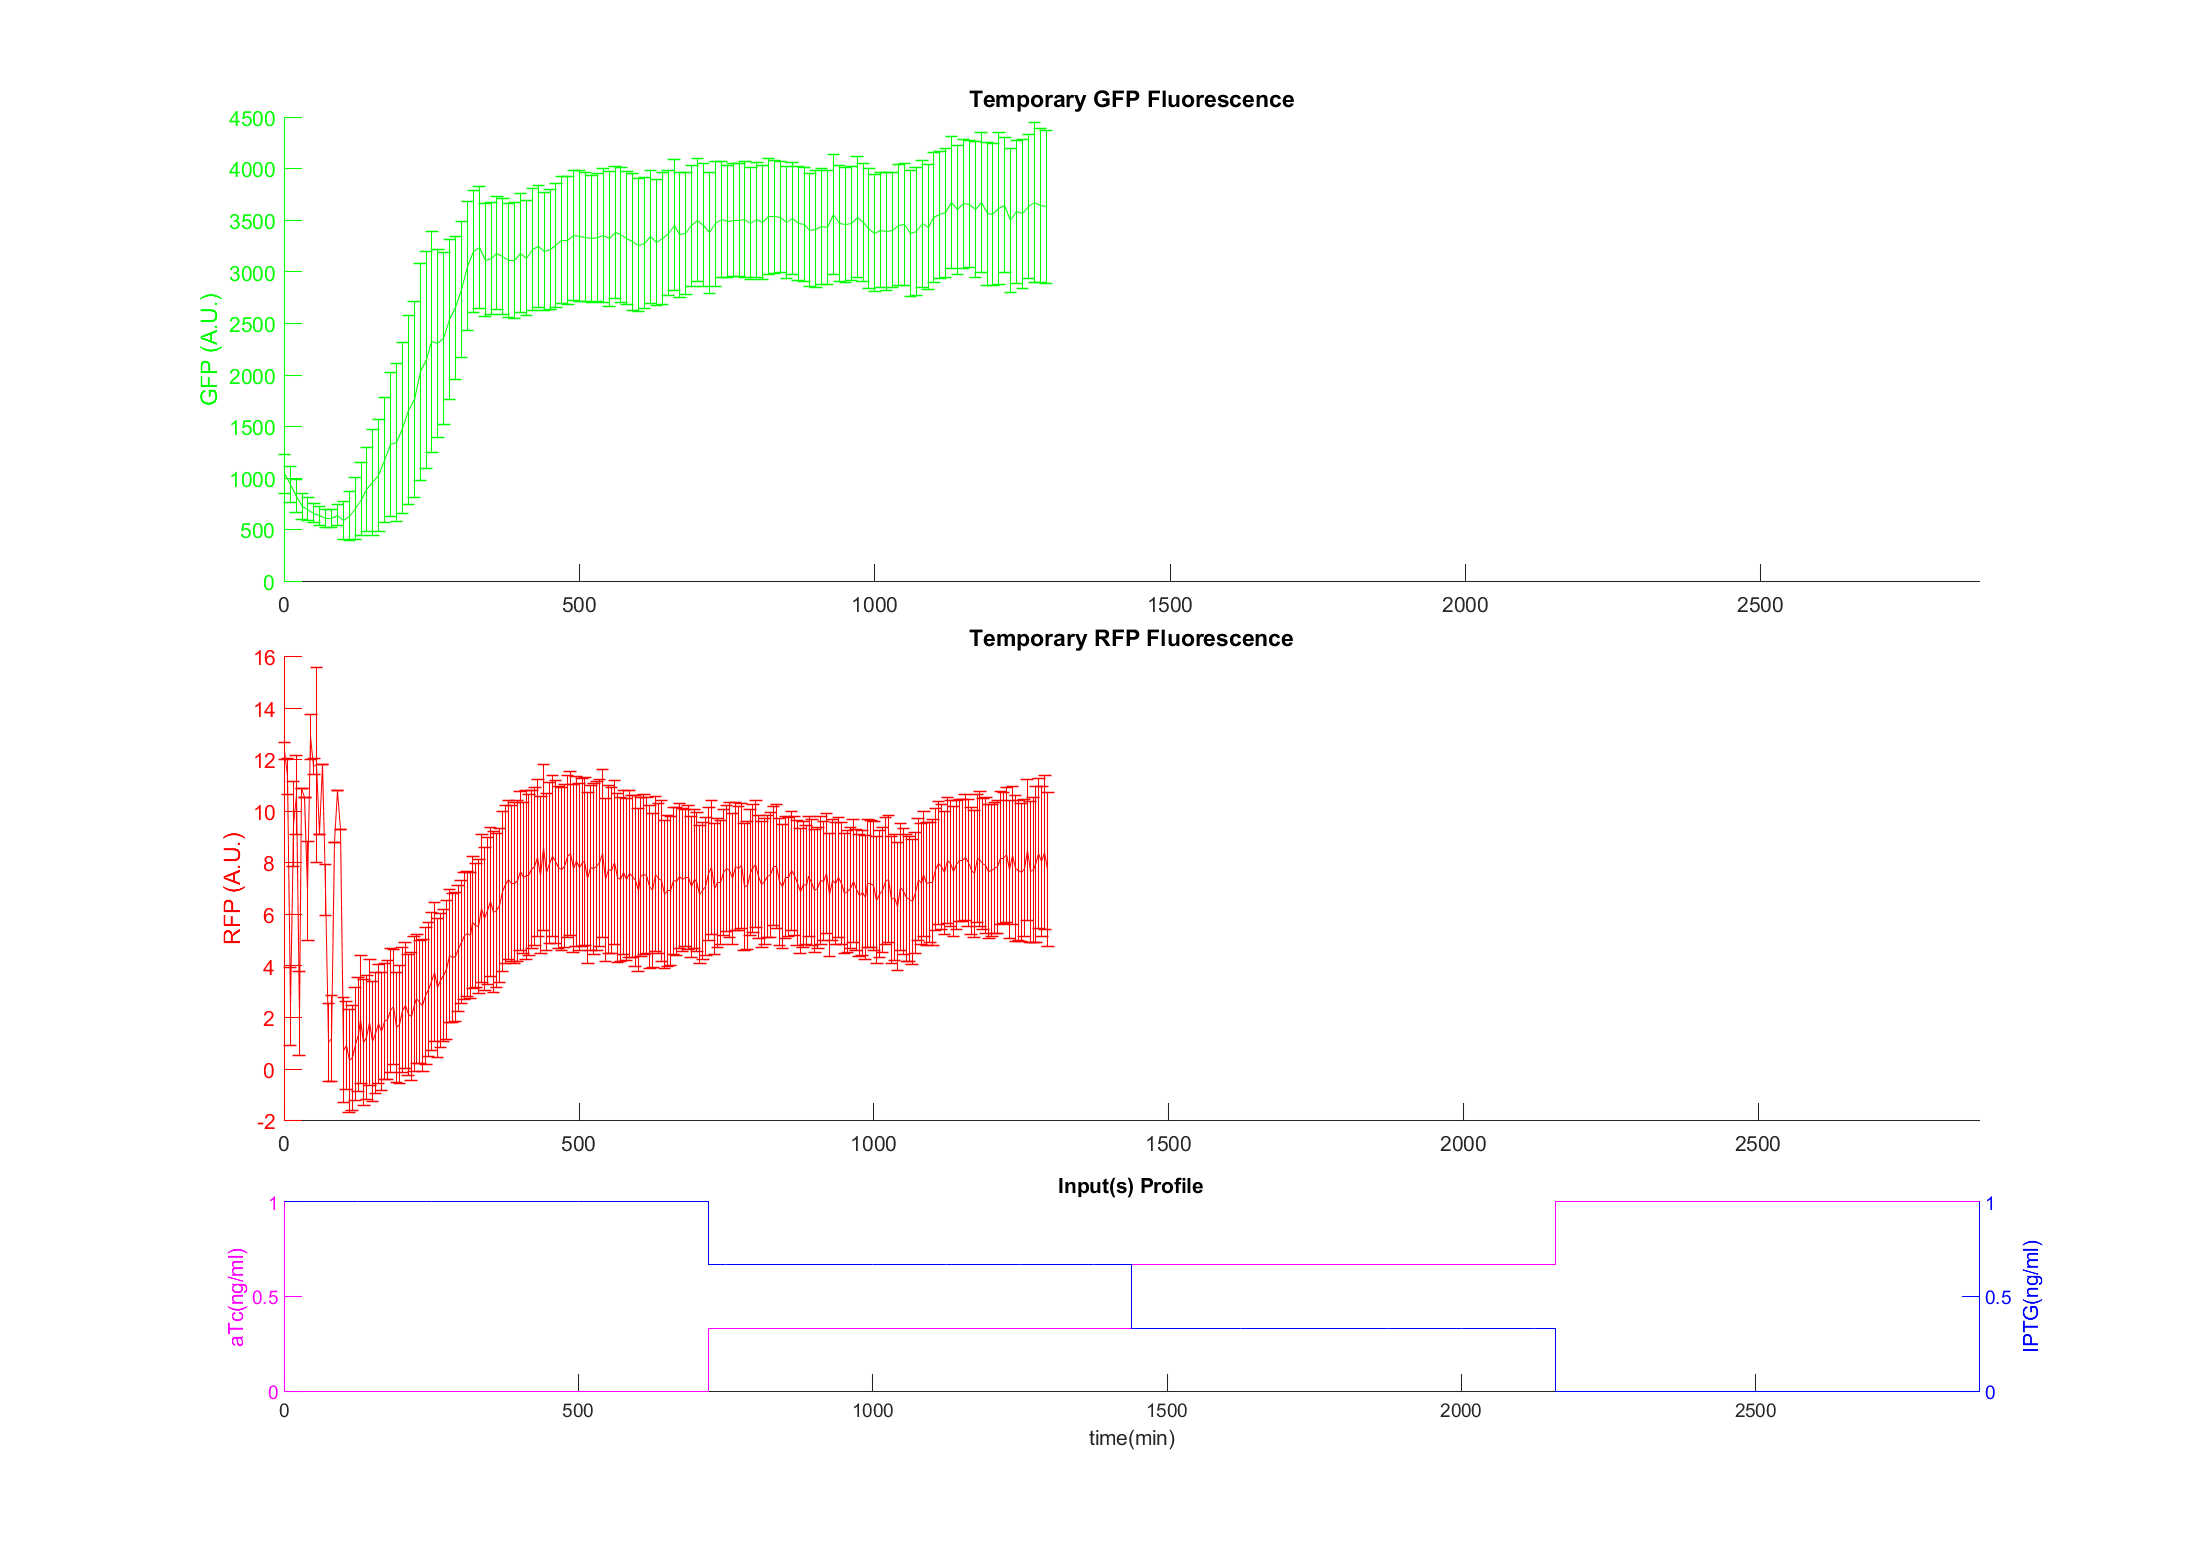 Temporary GFP Fluorescence
4500
4000
3500
3000
2500
2000
1500
1000
500
0
GFP (A.U.)
0 500 1000 1500 2000 2500
Temporary RFP Fluorescence
16
14
12
10
8
6
4
2
0
-2
RFP (A.U.)
0 500 1000 1500 2000 2500
Input(s) Profile
1
0.5
0
aTc(ng/ml)
1
0.5
0
IPTG(ng/ml)
0 500 1000 1500 2000 2500
time(min)